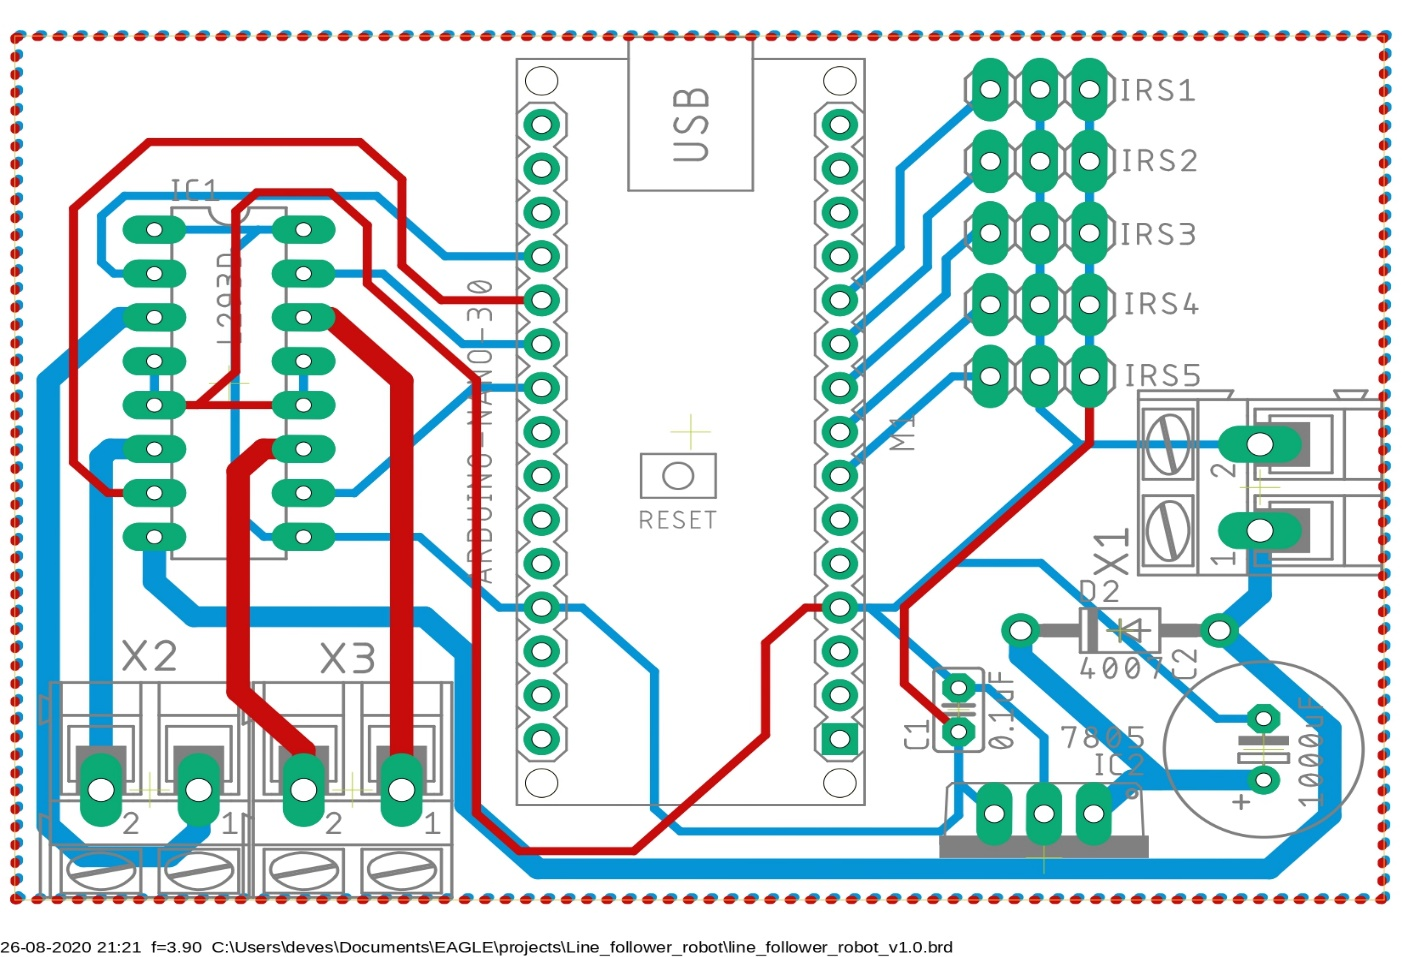 USB
IRS1
IRS2
IRS3
IRS4
IRS5
IC1
L293D
ARDUINO-NANO-30
M1
RESET
2
1
X1
D2
4007
C2
1000uF
+
C1
0.1uF
7805
IC2
X2
X3
2
1
2
1
26-08-2020 21:21 f=3.90 C:\Users\deves\Documents\EAGLE\projects\Line_follower_robot\line_follower_robot_v1.0.brd